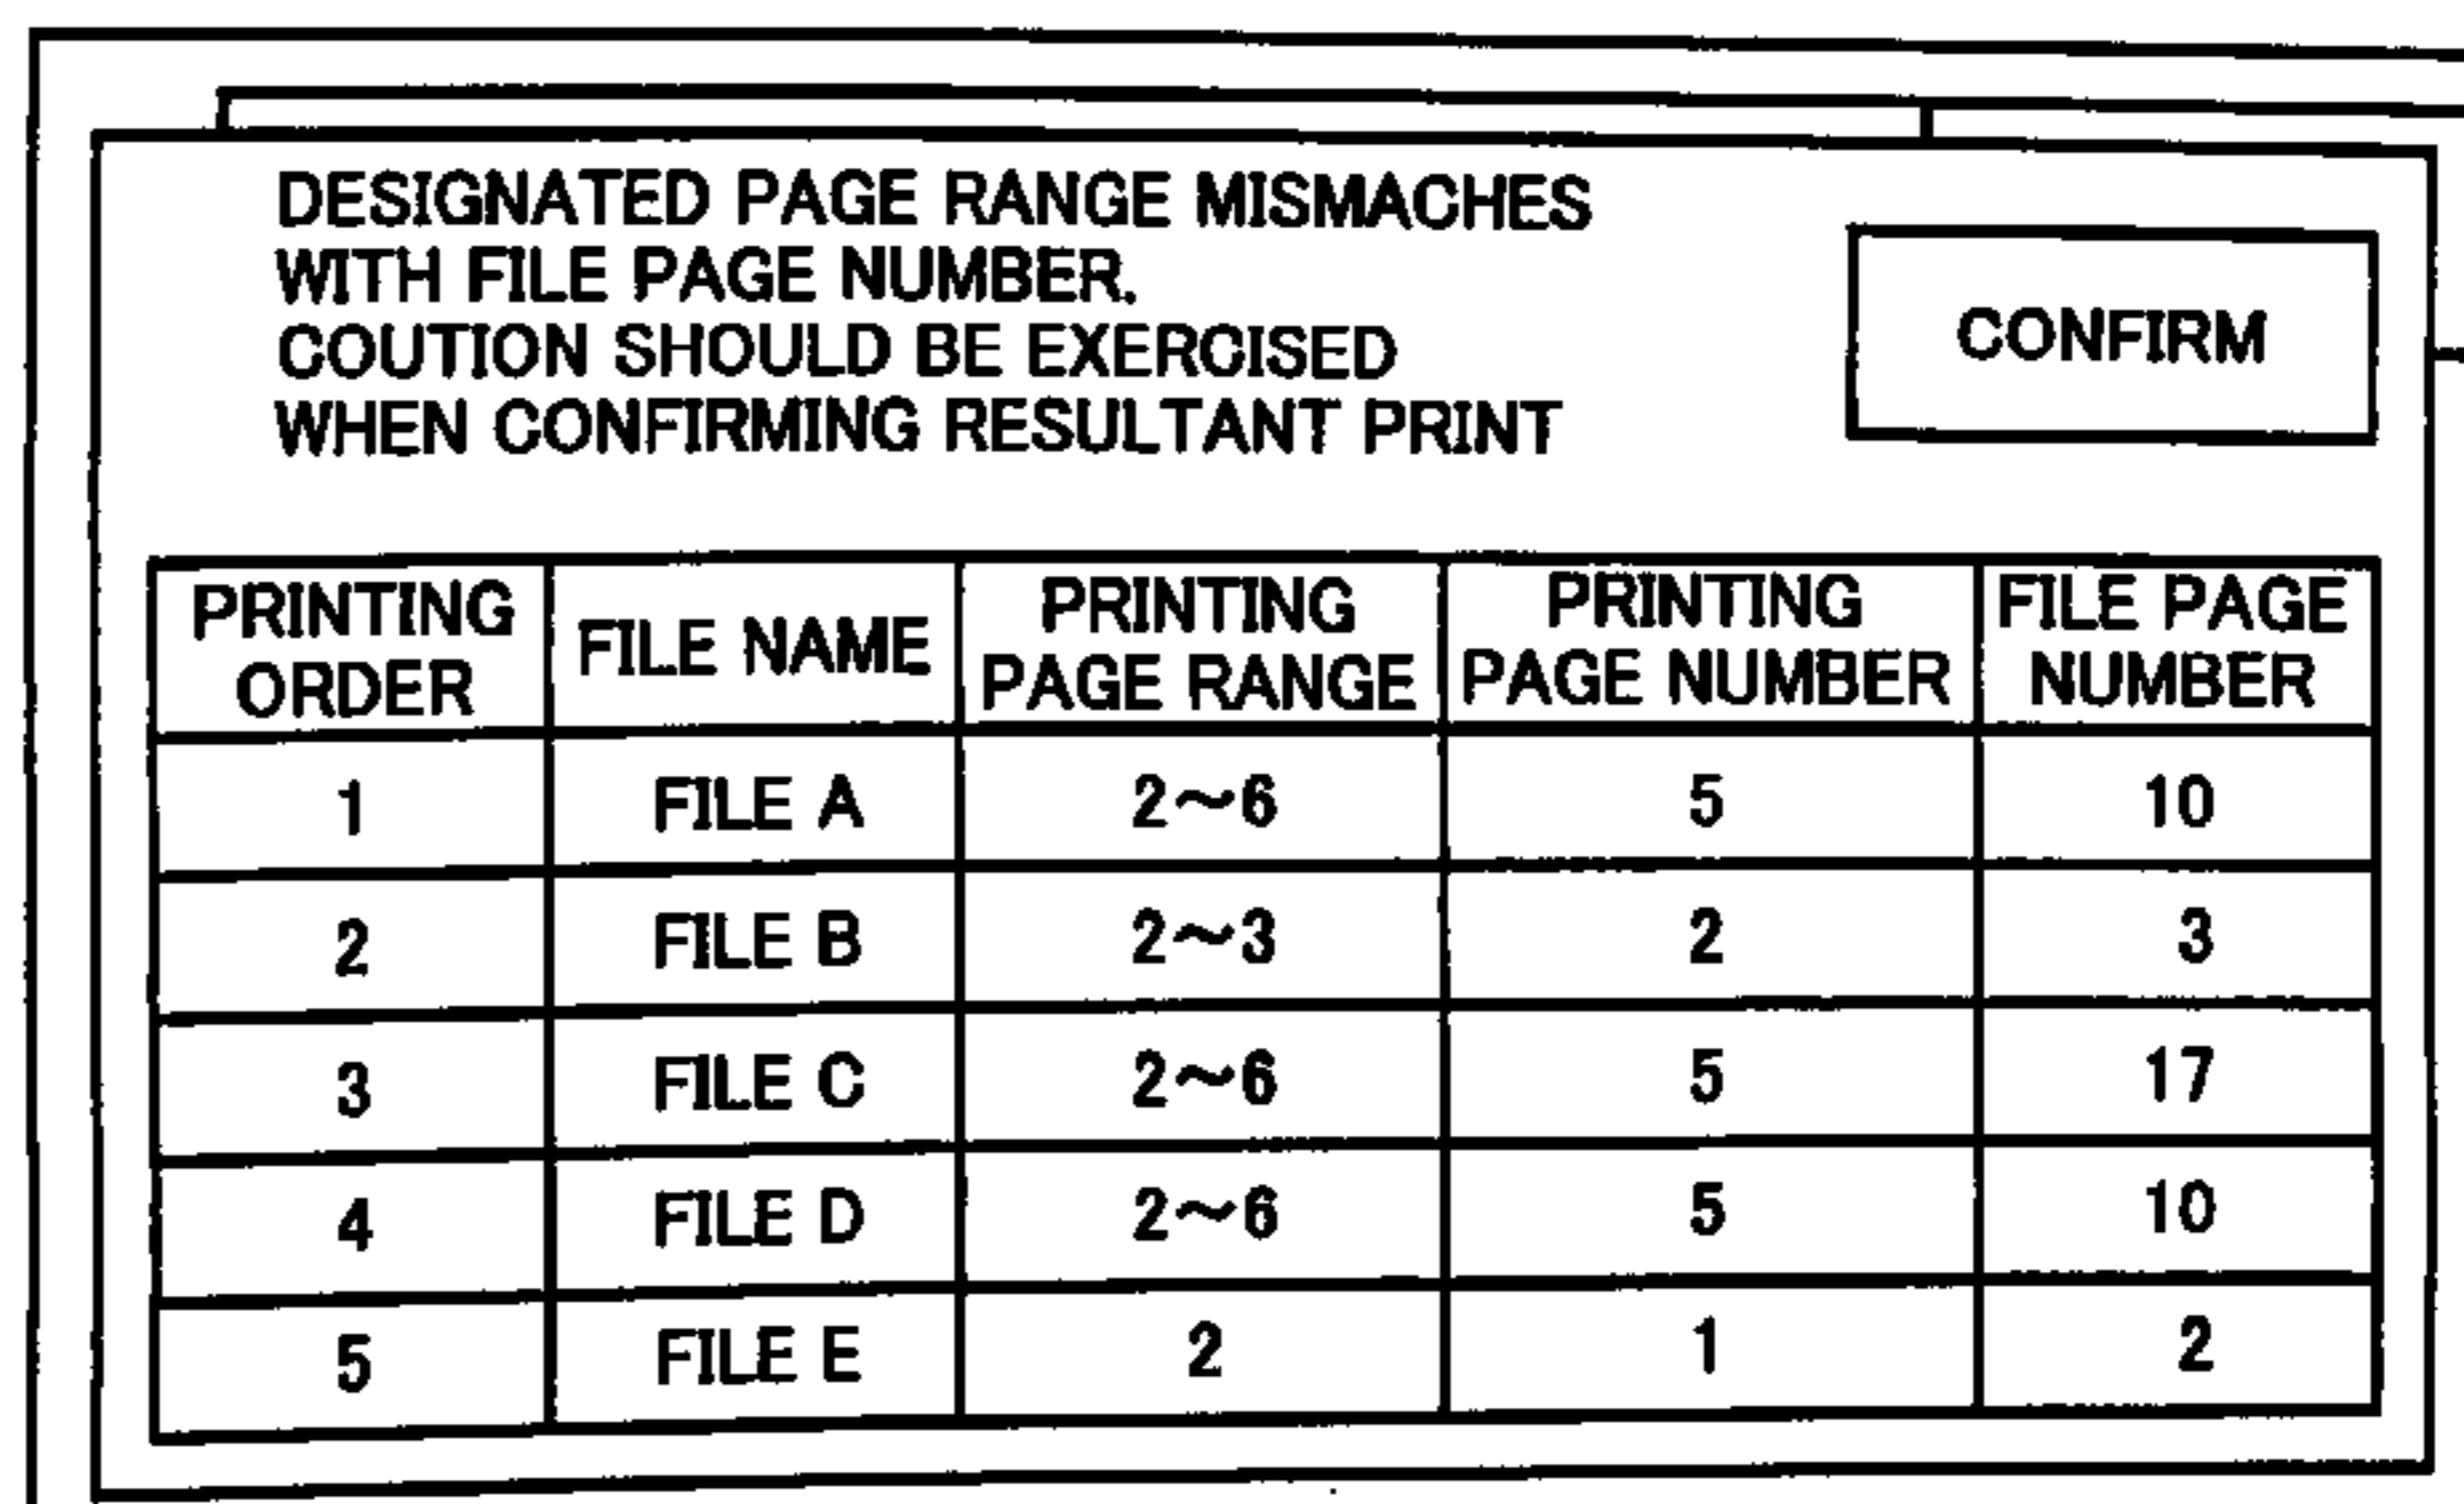 DESIGNATED PAGE RANGE MISMACHES
WITH FILE PAGE NUMBER.
COUTION SHOULD BE EXERCISED
WHEN CONFIRMING RESULTANT PRINT
CONFIRM
PRINTING ORDER FILE NAME PRINTING PAGE RANGE PRINTING PAGE NUMBER FILE PAGE NUMBER
1 FILE A 2～6 5 10
2 FILE B 2～3 2 3
3 FILE C 2～6 5 17
4 FILE D 2～6 5 10
5 FILE E 2 1 2